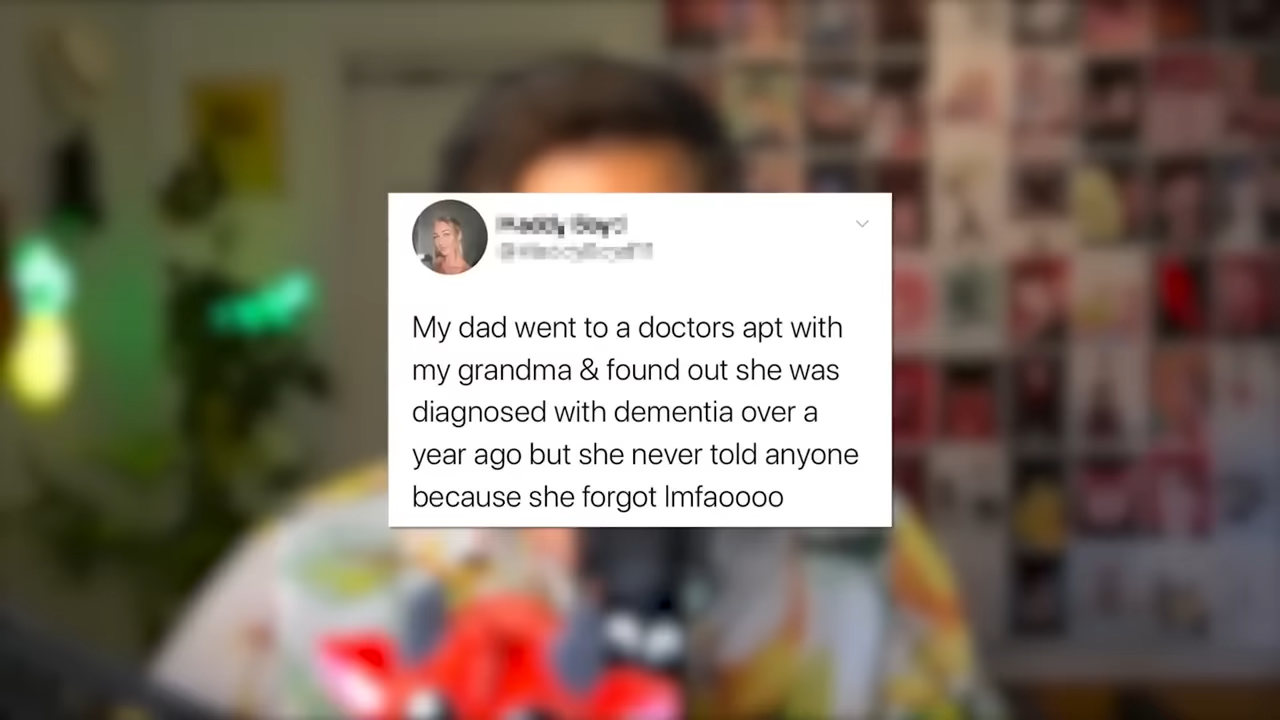 My dad went to a doctors apt with
my grandma & found out she was
diagnosed with dementia over a
year ago but she never told anyone
because she forgot lmfaoooo